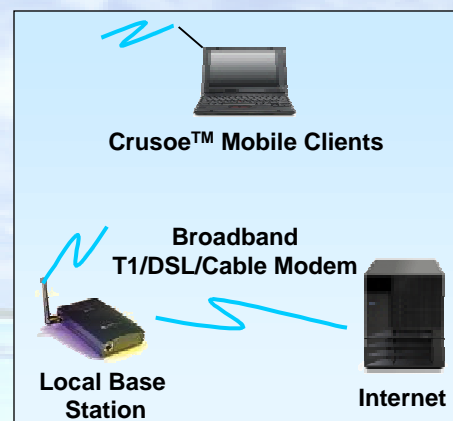 Crusoe™ Mobile Clients
Broadband
T1/DSL/Cable Modem
Local Base
Station
Internet